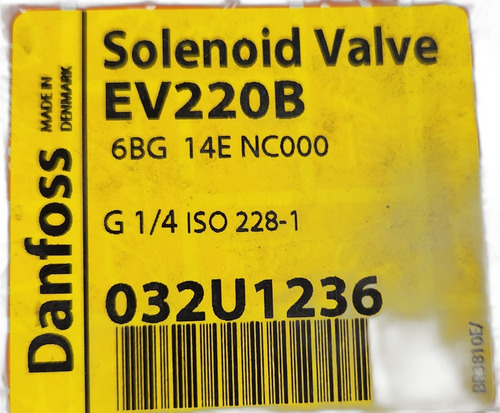 Danfoss
MADE IN
DENMARK
Solenoid Valve
EV220B
6BG 14E NC000
G 1/4 ISO 228-1
032U1236